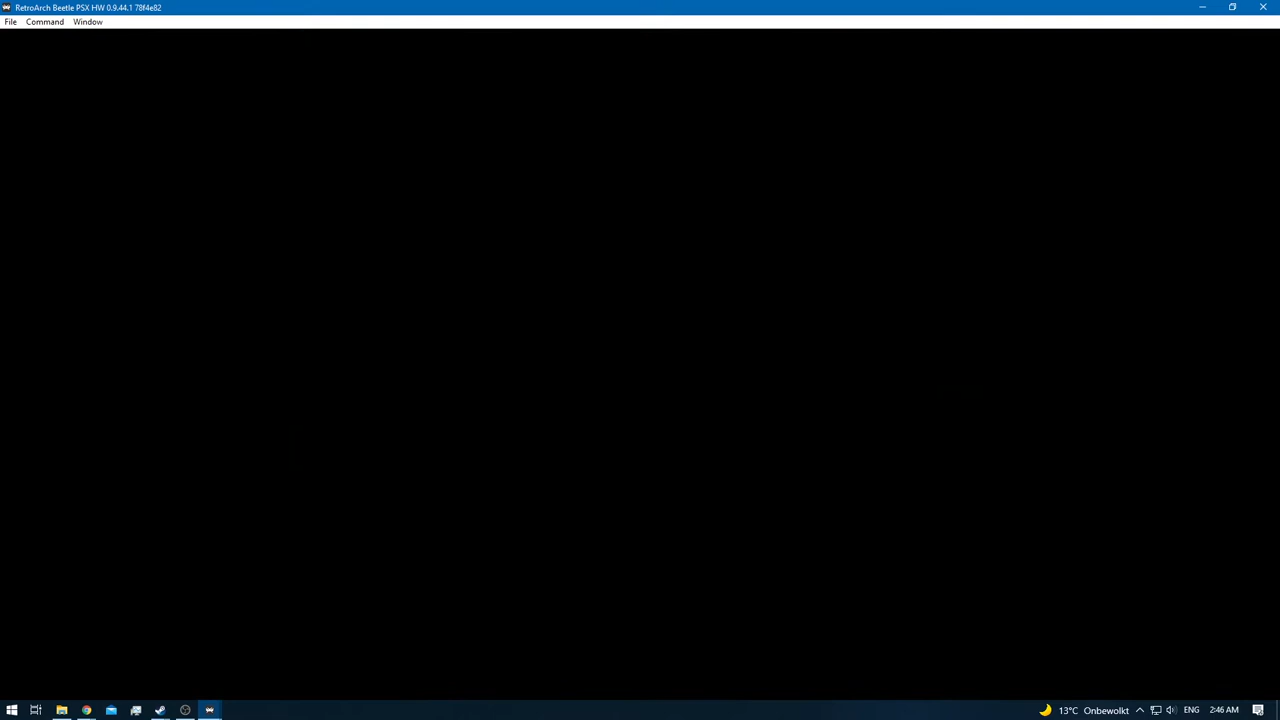 RetroArch Beetle PSX HW 0.9.44.1 78f4e82
File Command Window
13°C Onbewolkt ENG 2:46 AM